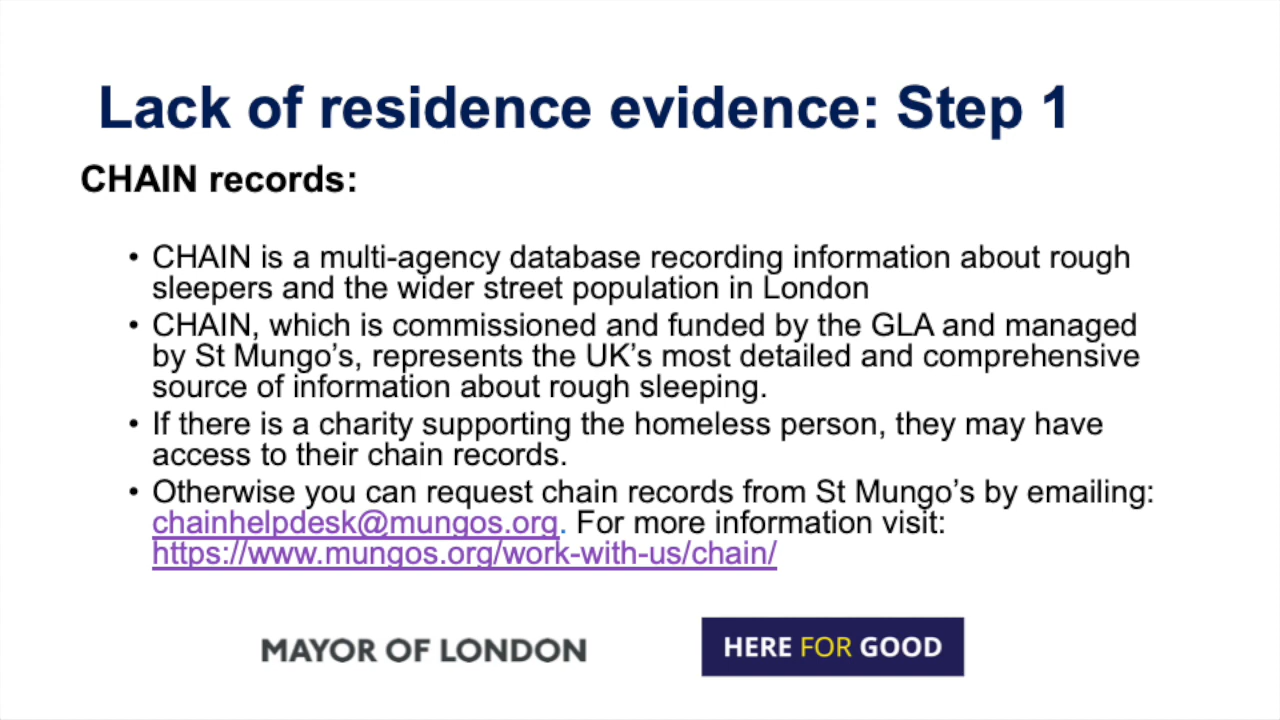 Lack of residence evidence: Step 1
CHAIN records:
• CHAIN is a multi-agency database recording information about rough
sleepers and the wider street population in London
• CHAIN, which is commissioned and funded by the GLA and managed
by St Mungo’s, represents the UK’s most detailed and comprehensive
source of information about rough sleeping.
• If there is a charity supporting the homeless person, they may have
access to their chain records.
• Otherwise you can request chain records from St Mungo’s by emailing:
chainhelpdesk@mungos.org. For more information visit:
https://www.mungos.org/work-with-us/chain/
MAYOR OF LONDON
HERE FOR GOOD